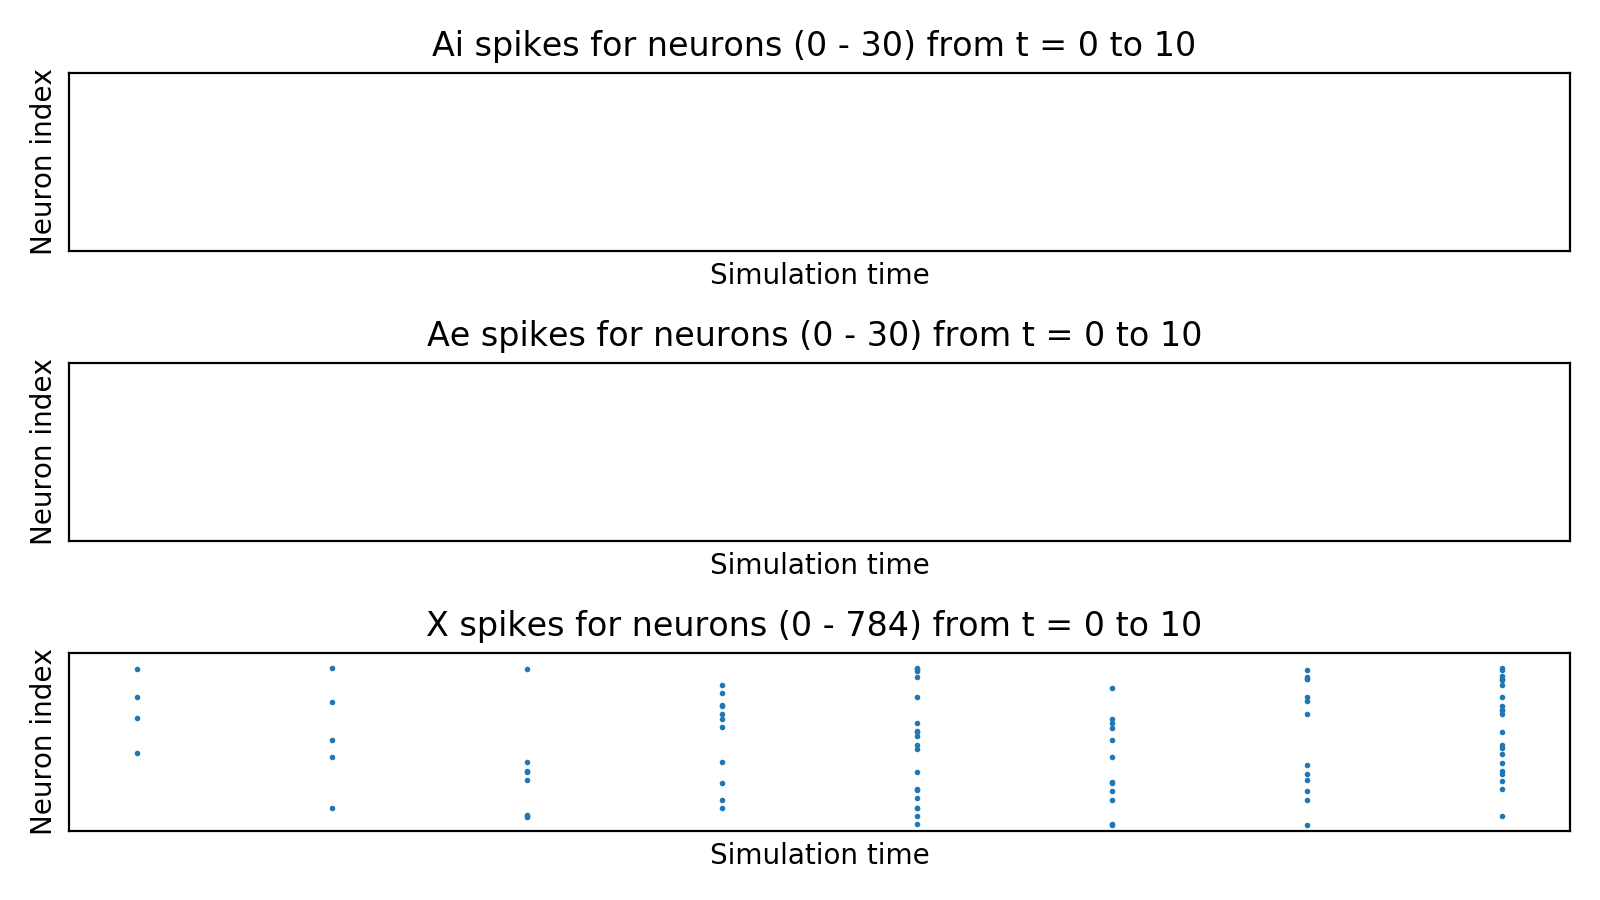 Ai spikes for neurons (0 - 30) from t = 0 to 10
Neuron index
Simulation time
Ae spikes for neurons (0 - 30) from t = 0 to 10
Neuron index
Simulation time
X spikes for neurons (0 - 784) from t = 0 to 10
Neuron index
Simulation time